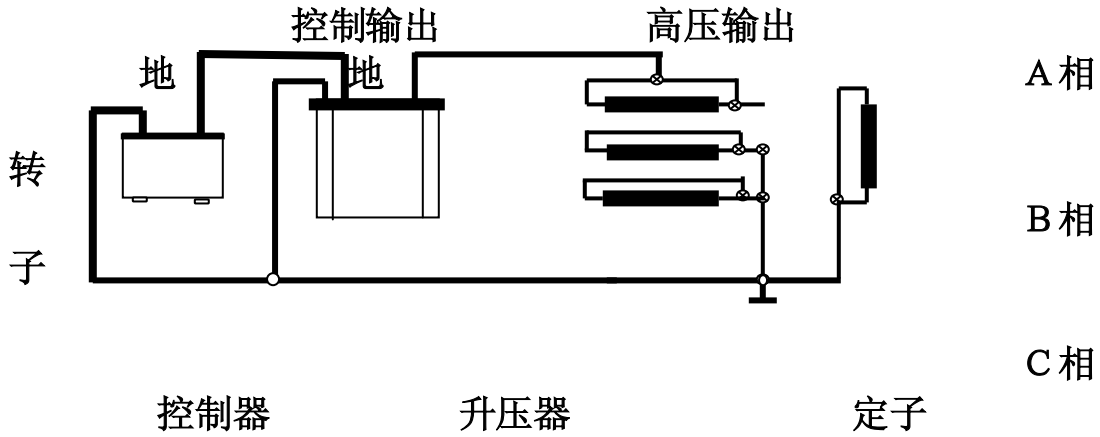 控制输出
高压输出
地
地
A相
转子
B相
C相
控制器
升压器
定子